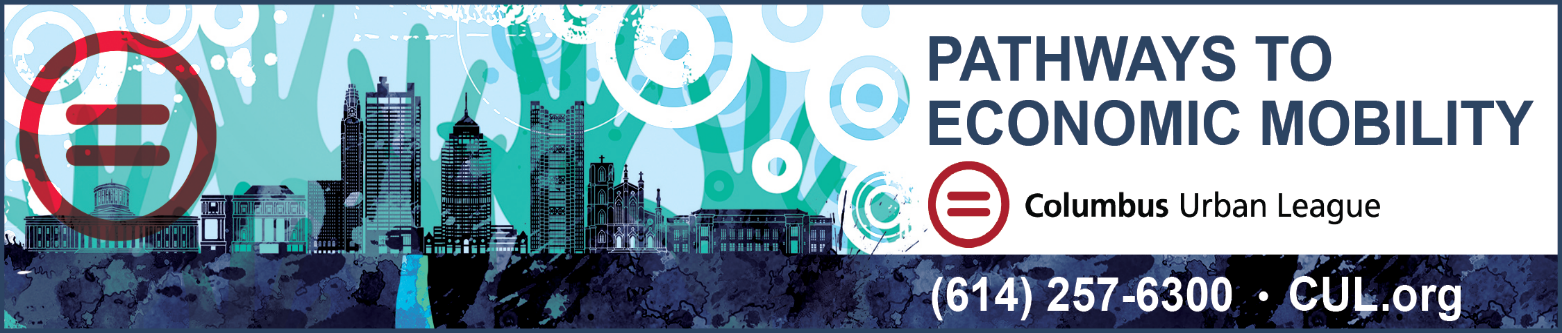 PATHWAYS TO
ECONOMIC MOBILITY
Columbus Urban League
(614) 257-6300 • CUL.org